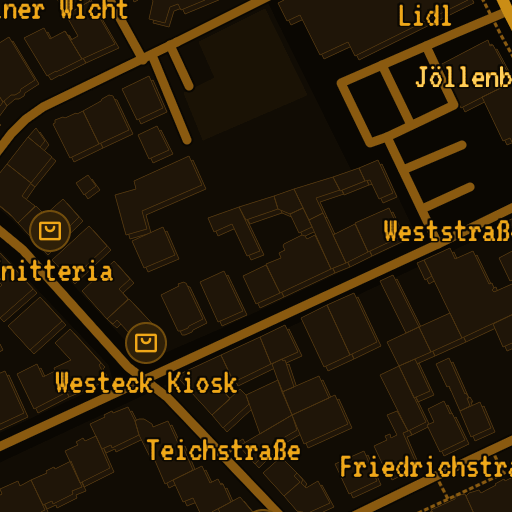 ner Wicht
Lidl
Jöllenb
Weststraß
nitteria
Westeck Kiosk
Teichstraße
Friedrichstra